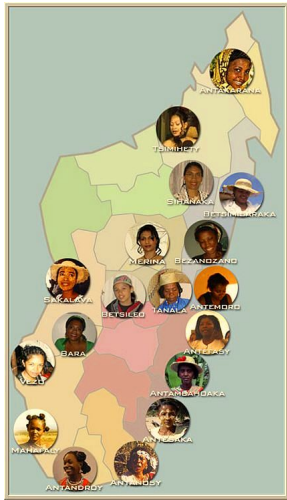 ANTAKARANA
TSIMIHETY
SIHANAKA
BETSIMISARAKA
MERINA
BEZANOZANO
SAKALAVA
BETSILEO
TANALA
ANTEMORO
BARA
ANTEFASY
VEZO
ANTAMBAHOAKA
ANTESAKA
MAHAFALY
ANTANDROY
ANTANOSY